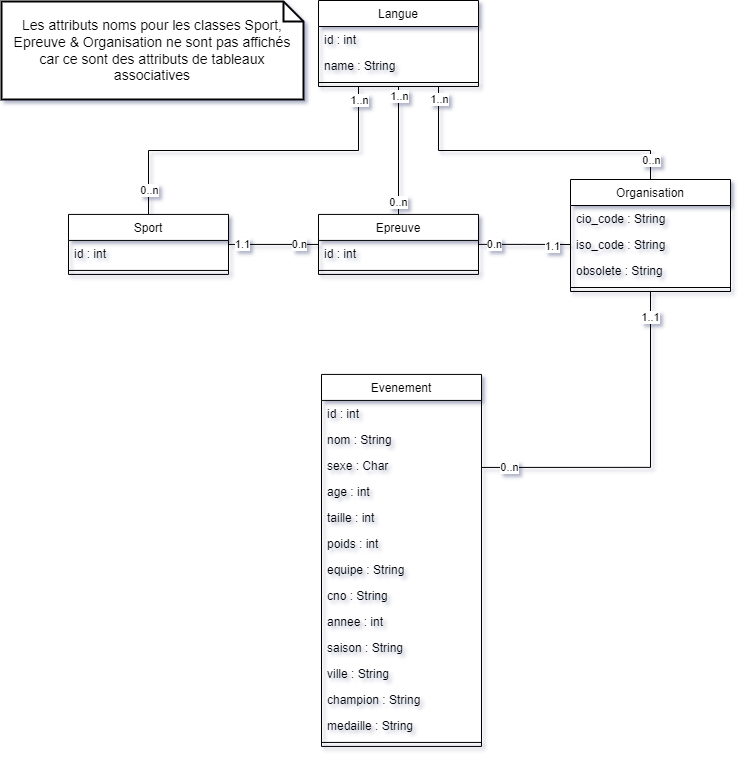 Les attributs noms pour les classes Sport,
Epreuve & Organisation ne sont pas affichés
car ce sont des attributs de tableaux
associatives
Langue
id : int
name : String
1..n
1..n
1..n
0..n
0..n
0..n
Sport
id : int
1..1
0..n
Epreuve
id : int
0..n
1..1
Organisation
cio_code : String
iso_code : String
obsolete : String
1..1
0..n
Evenement
id : int
nom : String
sexe : Char
age : int
taille : int
poids : int
equipe : String
cno : String
annee : int
saison : String
ville : String
champion : String
medaille : String